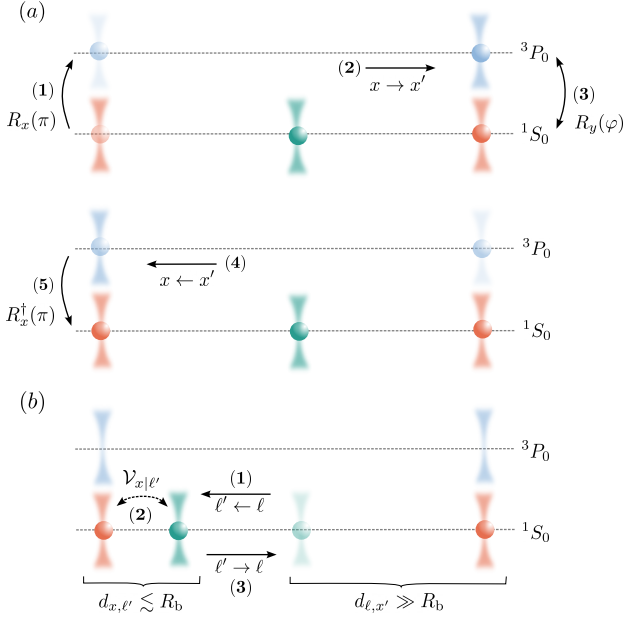 (a)
(1)
R_x(π)
(2)
x → x′
³P₀
(3)
R_y(φ)
¹S₀
(4)
x ← x′
³P₀
(5)
R_x^†(π)
¹S₀
(b)
³P₀
𝒱_{x|ℓ′}
(2)
(1)
ℓ′ ← ℓ
¹S₀
ℓ′ → ℓ
(3)
d_{x,ℓ′} ≲ R_b
d_{ℓ,x′} ≫ R_b